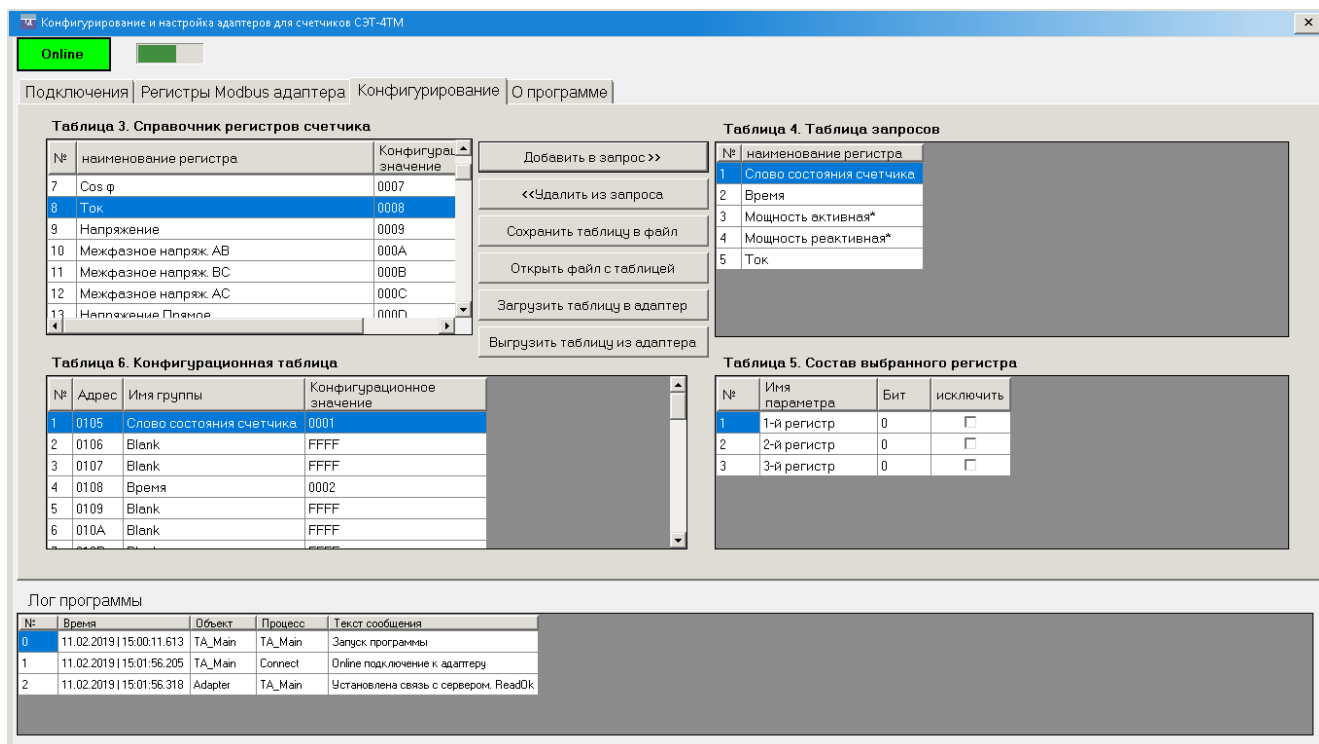 TA Конфигурирование и настройка адаптеров для счетчиков СЭТ-4ТМ
Online
Подключения Регистры Modbus адаптера Конфигурирование О программе
Таблица 3. Справочник регистров счетчика
№ наименование регистра Конфигурац значение
7 Cos φ 0007
8 Ток 0008
9 Напряжение 0009
10 Межфазное напряж. АВ 000A
11 Межфазное напряж. ВС 000B
12 Межфазное напряж. АС 000C
13 Напряжение Прямое 000D
Добавить в запрос >>
<<Удалить из запроса
Сохранить таблицу в файл
Открыть файл с таблицей
Загрузить таблицу в адаптер
Выгрузить таблицу из адаптера
Таблица 4. Таблица запросов
№ наименование регистра
1 Слово состояния счетчика
2 Время
3 Мощность активная*
4 Мощность реактивная*
5 Ток
Таблица 6. Конфигурационная таблица
№ Адрес Имя группы Конфигурационное значение
1 0105 Слово состояния счетчика 0001
2 0106 Blank FFFF
3 0107 Blank FFFF
4 0108 Время 0002
5 0109 Blank FFFF
6 010A Blank FFFF
Таблица 5. Состав выбранного регистра
№ Имя параметра Бит исключить
1 1-й регистр 0
2 2-й регистр 0
3 3-й регистр 0
Лог программы
№ Время Объект Процесс Текст сообщения
0 11.02.2019 | 15:00:11.613 TA_Main TA_Main Запуск программы
1 11.02.2019 | 15:01:56.205 TA_Main Connect Online подключение к адаптеру
2 11.02.2019 | 15:01:56.318 Adapter TA_Main Установлена связь с сервером. ReadOk